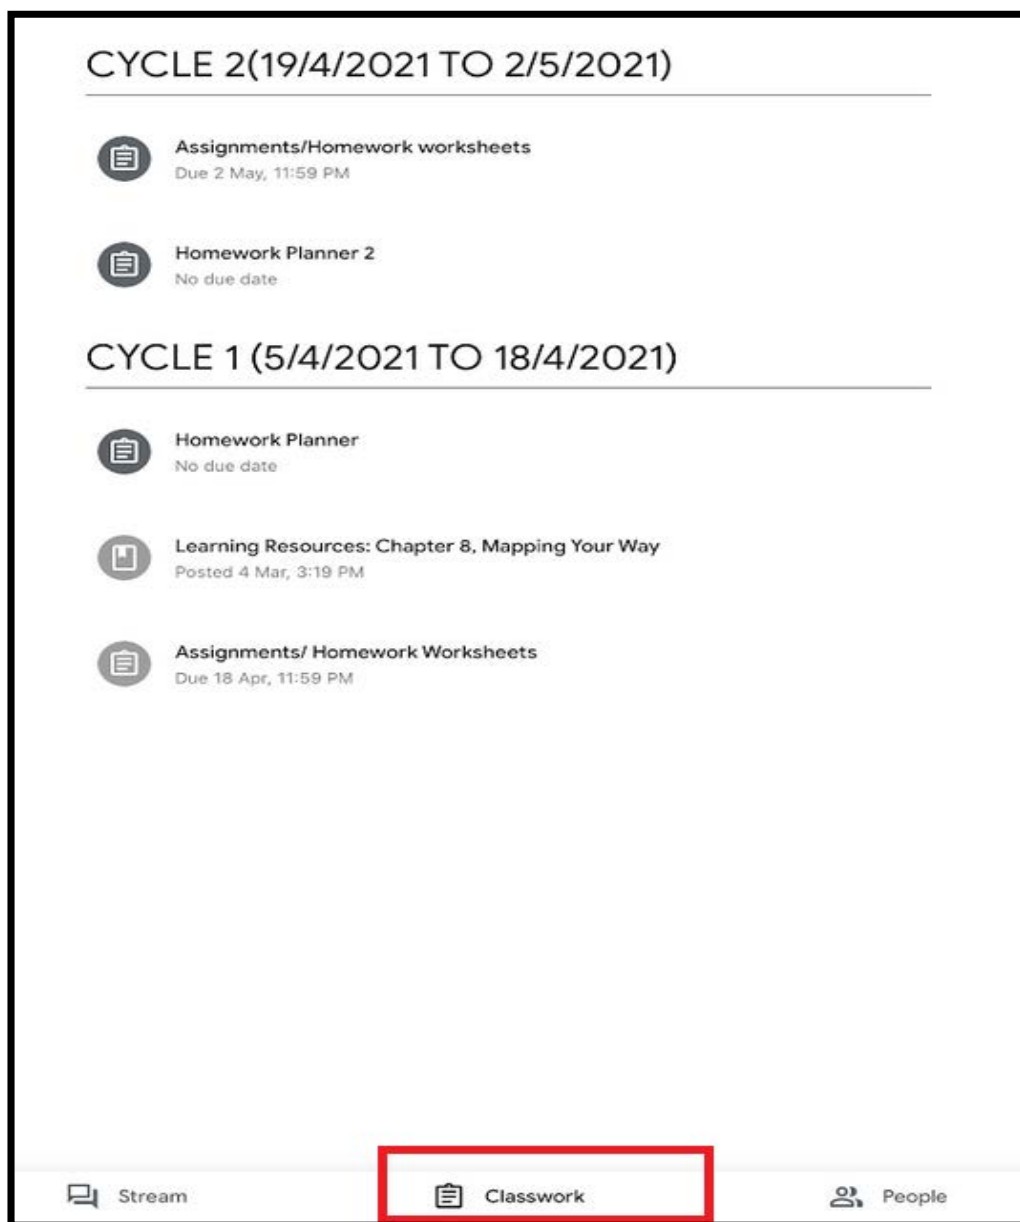 CYCLE 2(19/4/2021 TO 2/5/2021)
Assignments/Homework worksheets
Due 2 May, 11:59 PM
Homework Planner 2
No due date
CYCLE 1 (5/4/2021 TO 18/4/2021)
Homework Planner
No due date
Learning Resources: Chapter 8, Mapping Your Way
Posted 4 Mar, 3:19 PM
Assignments/ Homework Worksheets
Due 18 Apr, 11:59 PM
Stream Classwork People